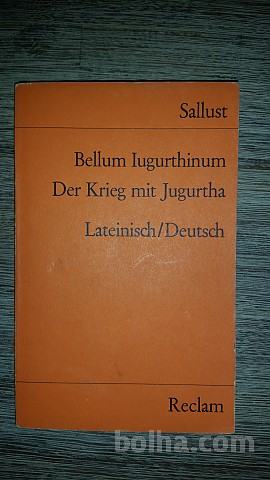 Sallust
Bellum Iugurthinum
Der Krieg mit Jugurtha
Lateinisch/Deutsch
Reclam
bolha.com